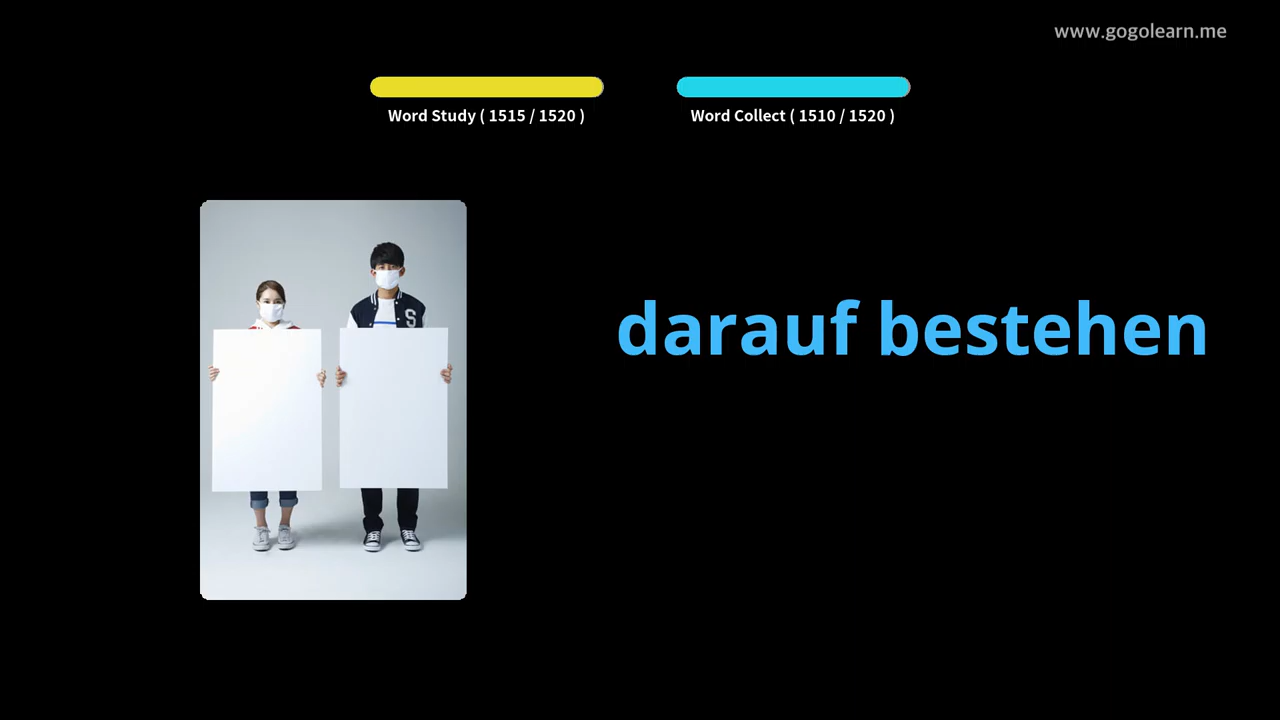 www.gogolearn.me
Word Study ( 1515 / 1520 )
Word Collect ( 1510 / 1520 )
S
darauf bestehen